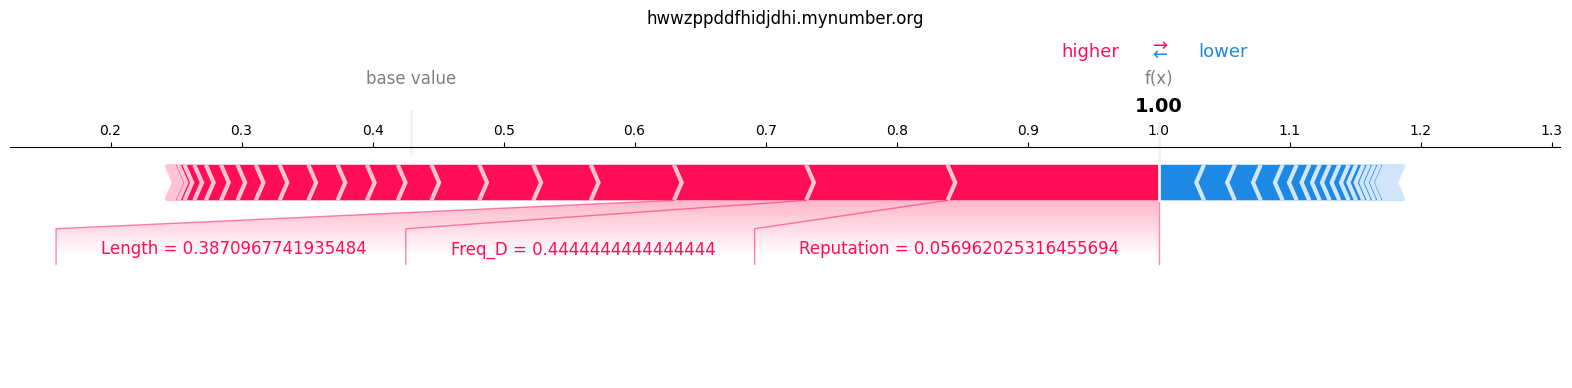 hwwzppddfhidjdhi.mynumber.org
higher → ← lower
base value f(x)
1.00
0.2 0.3 0.4 0.5 0.6 0.7 0.8 0.9 1.0 1.1 1.2 1.3
Length = 0.3870967741935484 Freq_D = 0.4444444444444444 Reputation = 0.056962025316455694